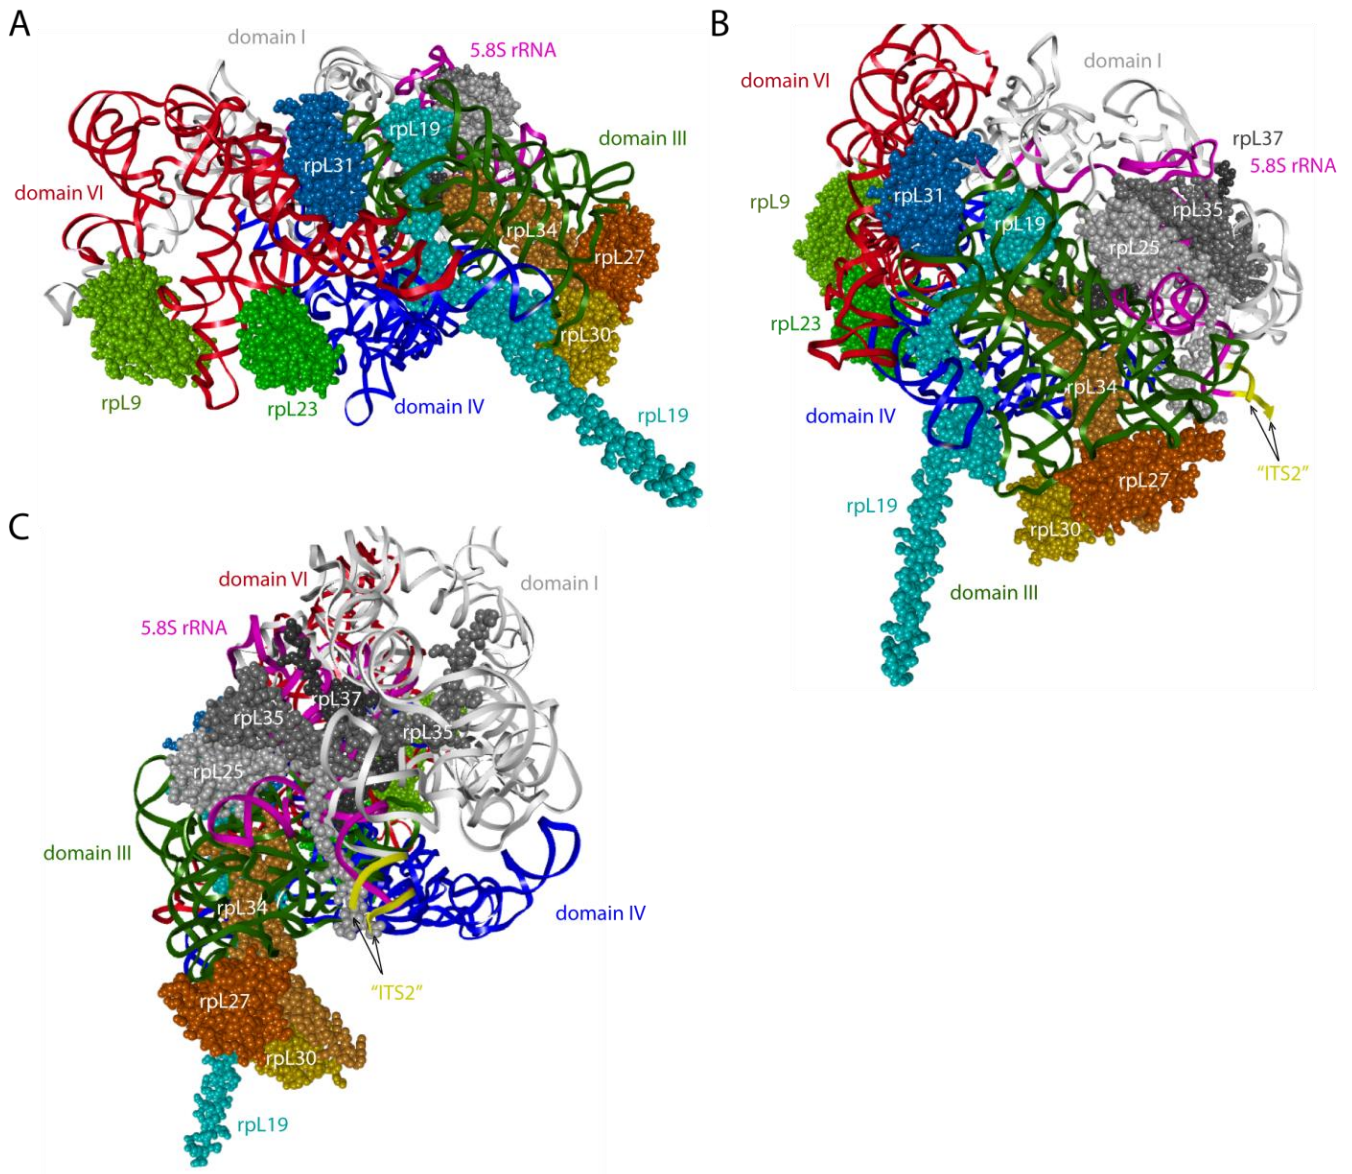 A
domain I
5.8S rRNA
rpL19
domain III
rpL31
domain VI
rpL34
rpL27
rpL30
rpL9
rpL23
domain IV
rpL19
B
domain VI
domain I
rpL37
5.8S rRNA
rpL9
rpL31
rpL19
rpL35
rpL25
rpL23
rpL34
domain IV
"ITS2"
rpL27
rpL19
rpL30
domain III
C
domain VI
domain I
5.8S rRNA
rpL37
rpL35
rpL35
rpL25
domain III
rpL34
domain IV
"ITS2"
rpL27
rpL30
rpL19